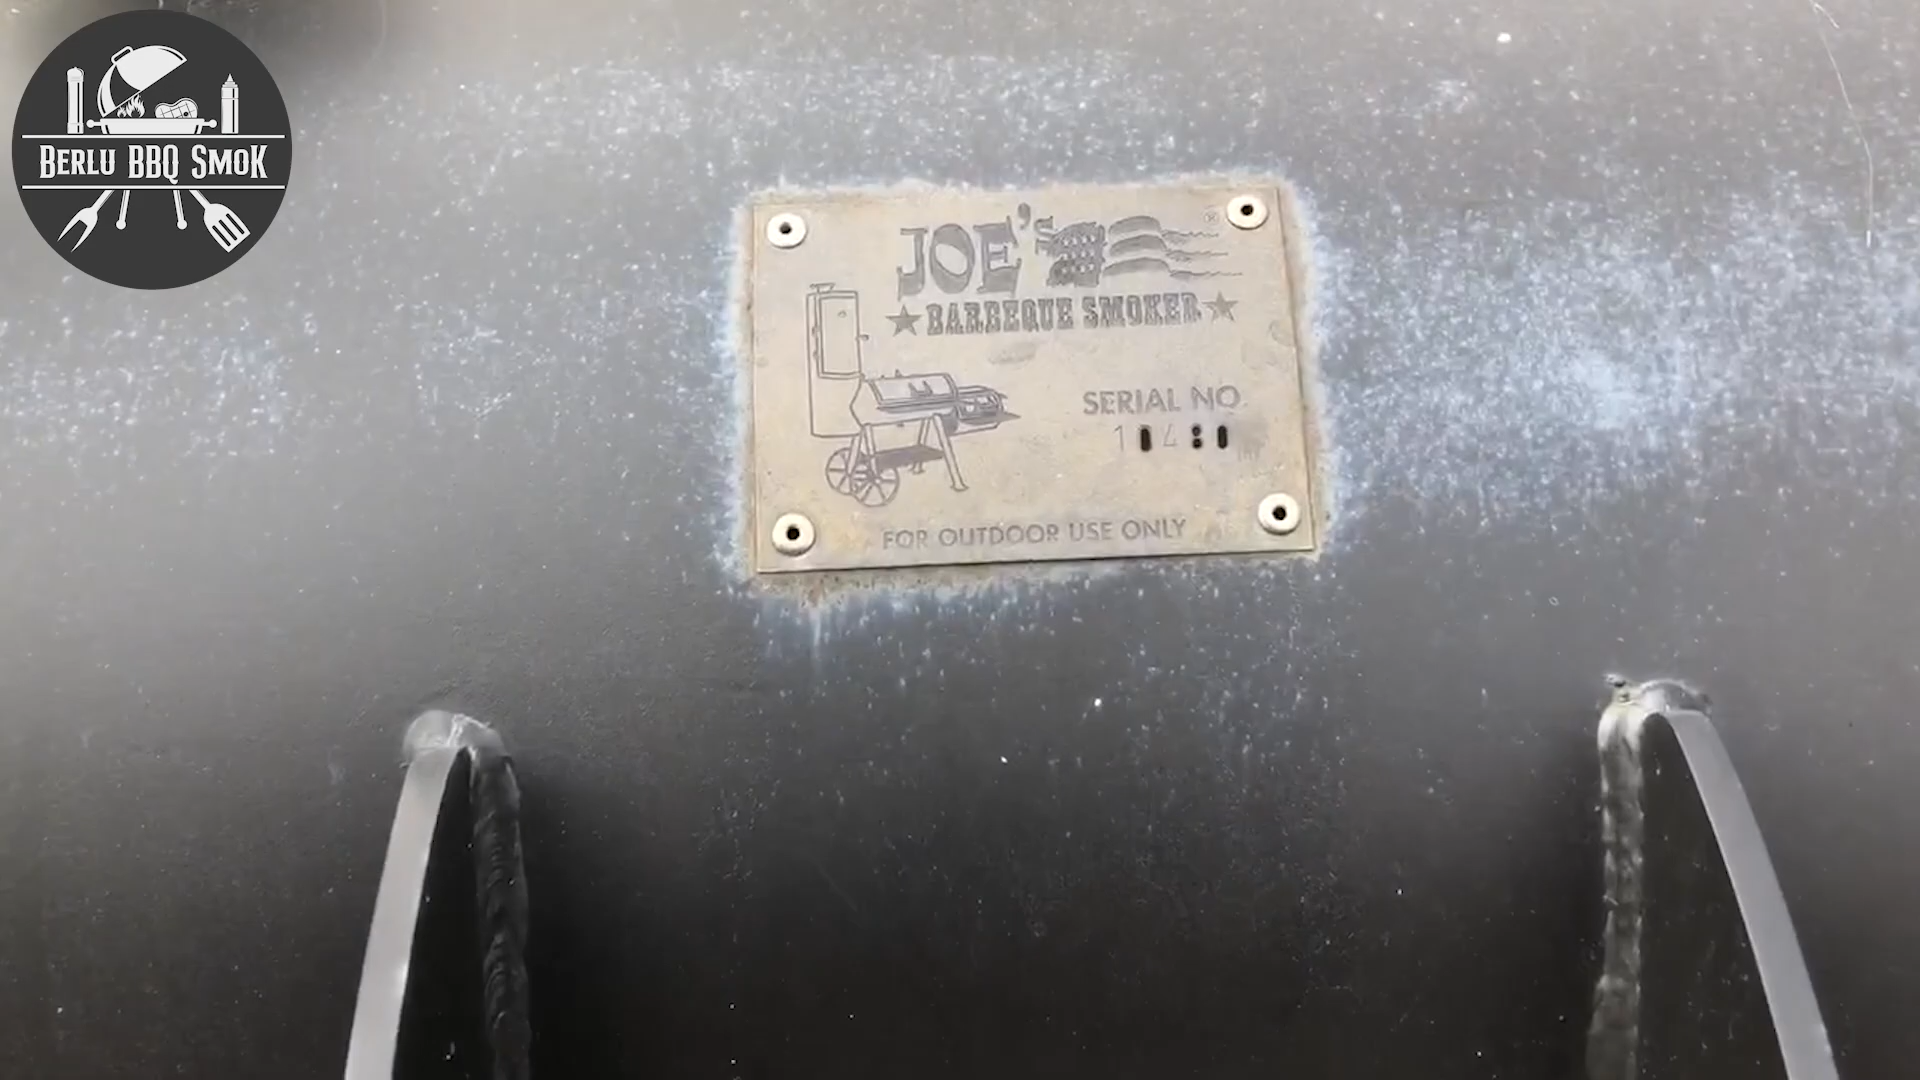 BERLU BBQ SMOK
JOE'S ®
BARBEQUE SMOKER
SERIAL NO.
FOR OUTDOOR USE ONLY